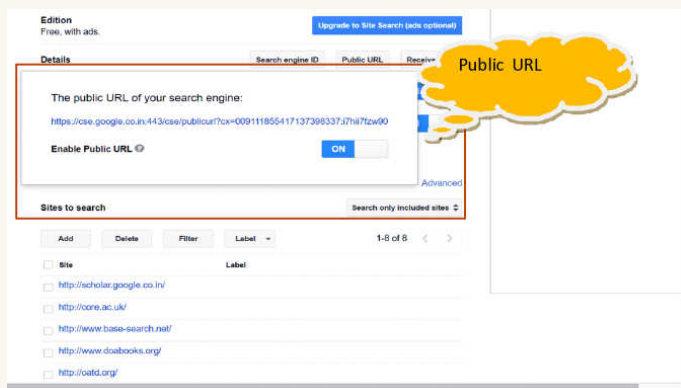 Edition
Free, with ads.
Upgrade to Site Search (ads optional)
Details
Search engine ID
Public URL
Public URL
The public URL of your search engine:
https://cse.google.co.in:443/cse/publicurl?cx=009111855417137398337:i7hii7fzw90
Enable Public URL
ON
Advanced
Sites to search
Search only included sites
Add
Delete
Filter
Label
1-8 of 8
Site
Label
http://scholar.google.co.in/
http://core.ac.uk/
http://www.base-search.net/
http://www.doabooks.org/
http://oatd.org/